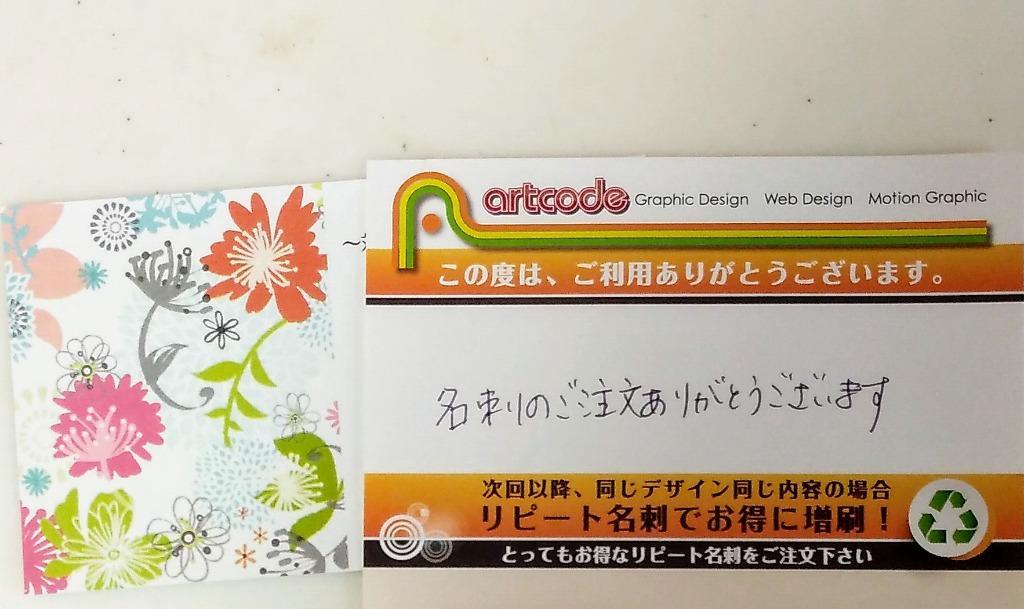 artcode Graphic Design Web Design Motion Graphic
この度は、ご利用ありがとうございます。
名刺りのご注文ありがとうございます
次回以降、同じデザイン同じ内容の場合
リピート名刺でお得に増刷！
とってもお得なリピート名刺をご注文下さい